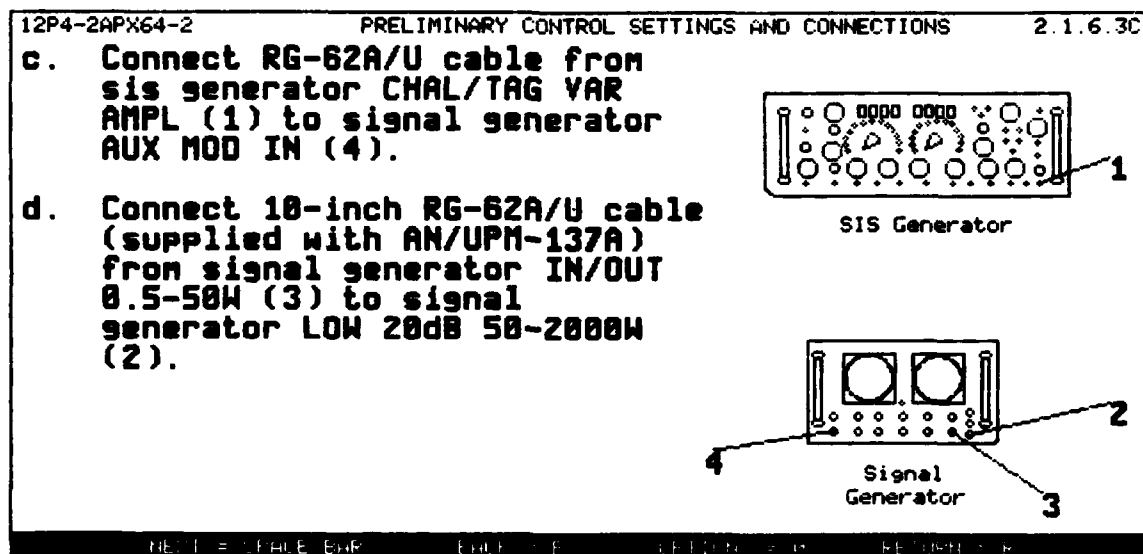 12P4-2APX64-2 PRELIMINARY CONTROL SETTINGS AND CONNECTIONS 2.1.6.3C
c. Connect RG-62A/U cable from
sis generator CHAL/TAG VAR
AMPL (1) to signal generator
AUX MOD IN (4).
d. Connect 10-inch RG-62A/U cable
(supplied with AN/UPM-137A)
from signal generator IN/OUT
0.5-50W (3) to signal
generator LOW 20dB 50-2000W
(2).
1
SIS Generator
2
4
3
Signal
Generator
NEXT = SPACE BAR